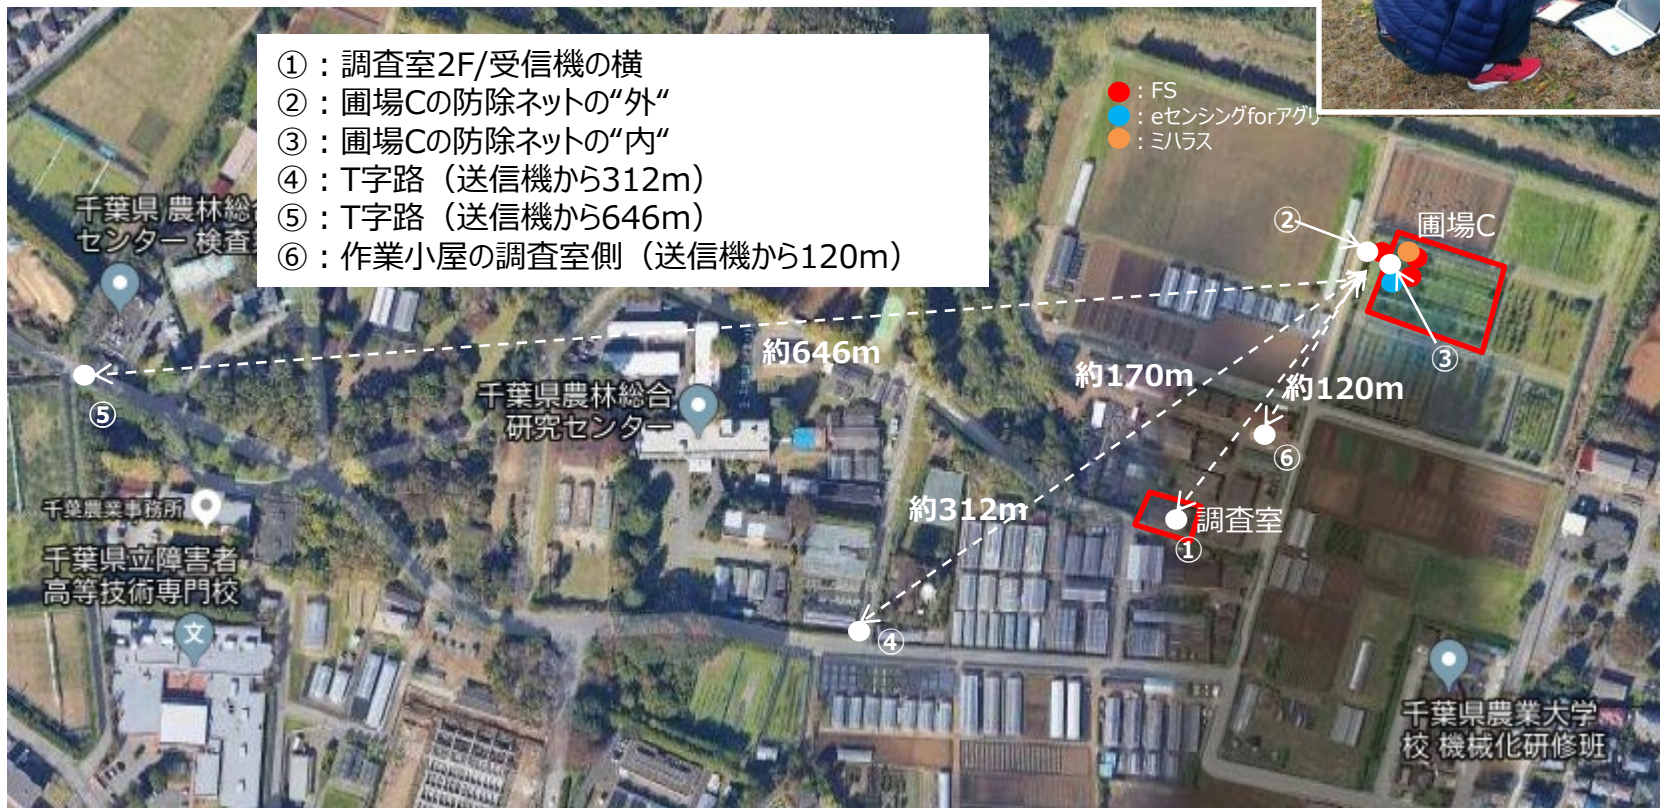 ①：調査室2F/受信機の横
②：圃場Cの防除ネットの“外“
③：圃場Cの防除ネットの“内“
④：T字路（送信機から312m）
⑤：T字路（送信機から646m）
⑥：作業小屋の調査室側（送信機から120m）
：FS
：eセンシングforアグリ
：ミハラス
千葉県 農林総合
センター 検査
②
圃場C
③
約646m
約170m
約120m
⑤
千葉県農林総合
研究センター
⑥
千葉農業事務所
約312m
調査室
①
千葉県立障害者
高等技術専門校
文
④
千葉県農業大学
校 機械化研修班